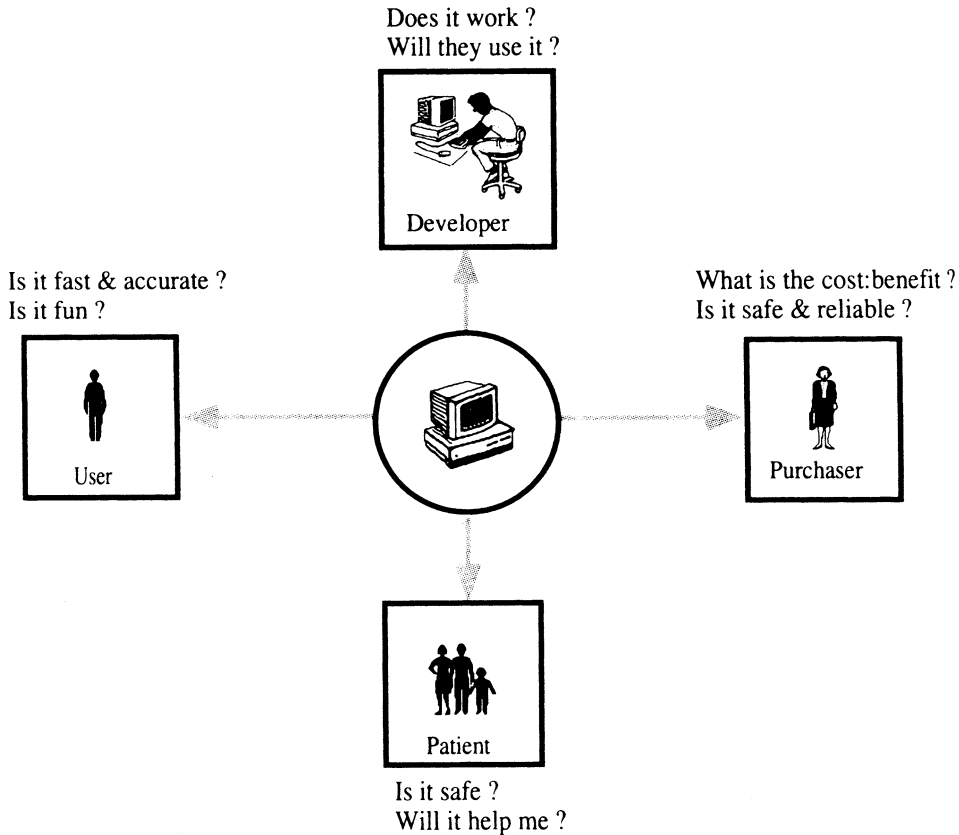 Does it work ?
Will they use it ?
Developer
Is it fast & accurate ?
Is it fun ?
User
What is the cost:benefit ?
Is it safe & reliable ?
Purchaser
Patient
Is it safe ?
Will it help me ?